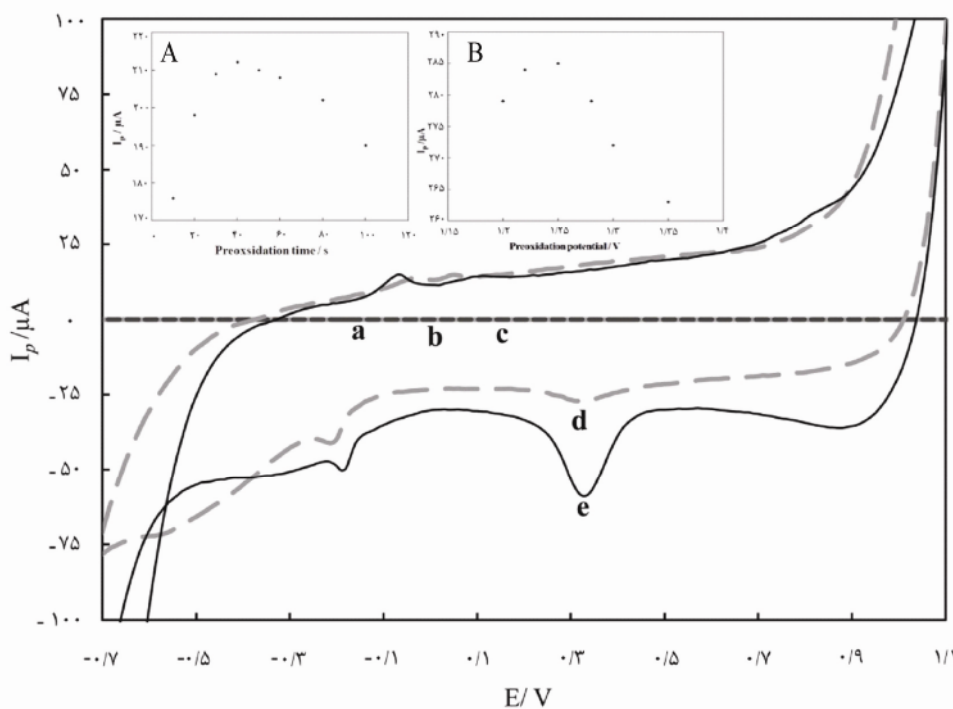 ۱۰۰
۷۵
۵۰
۲۵
۰
-۲۵
-۵۰
-۷۵
-۱۰۰
I_p /µA
A
۲۲۰
۲۱۰
۲۰۰
۱۹۰
۱۸۰
۱۷۰
I_p / µA
۰ ۲۰ ۴۰ ۶۰ ۸۰ ۱۰۰ ۱۲۰
Preoxsidation time / s
B
۲۹۰
۲۸۵
۲۸۰
۲۷۵
۲۷۰
۲۶۵
۲۶۰
I_p /µA
۱/۱۵ ۱/۲ ۱/۲۵ ۱/۳ ۱/۳۵ ۱/۴
Preoxidation potential / V
a b c
d
e
-۰/۷ -۰/۵ -۰/۳ -۰/۱ ۰/۱ ۰/۳ ۰/۵ ۰/۷ ۰/۹ ۱/۱
E/ V